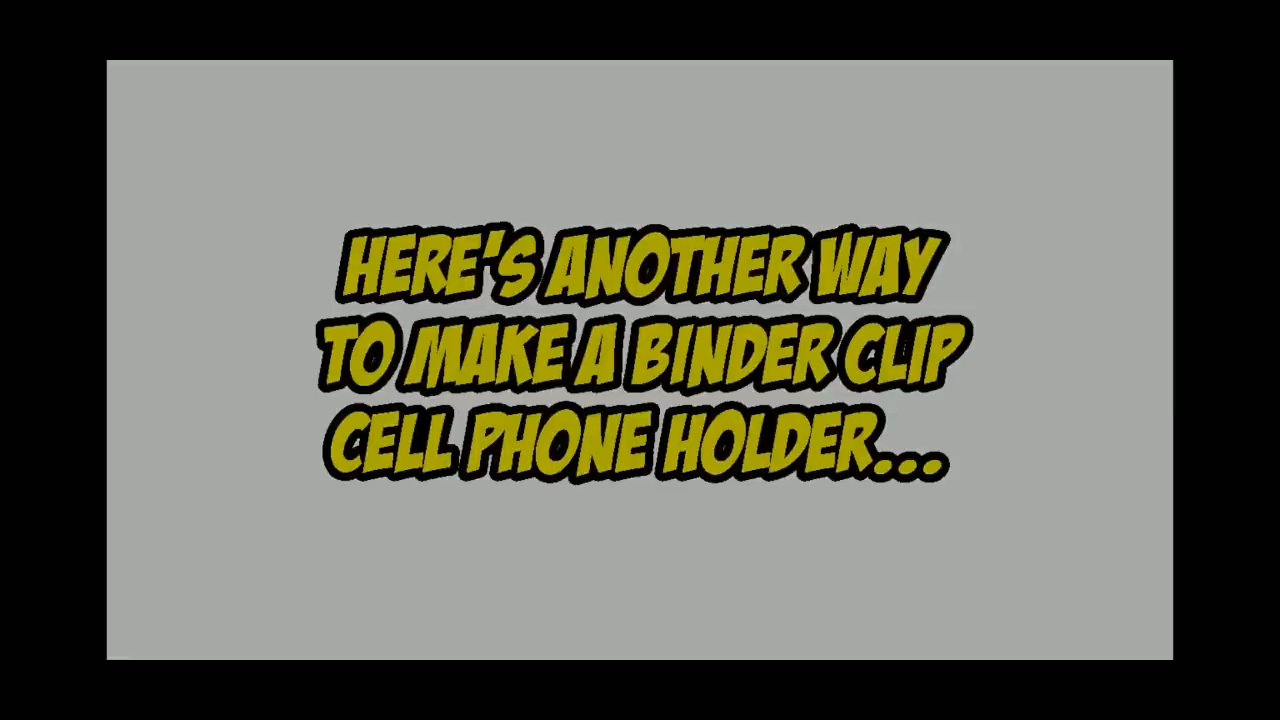 HERE'S ANOTHER WAY
TO MAKE A BINDER CLIP
CELL PHONE HOLDER...